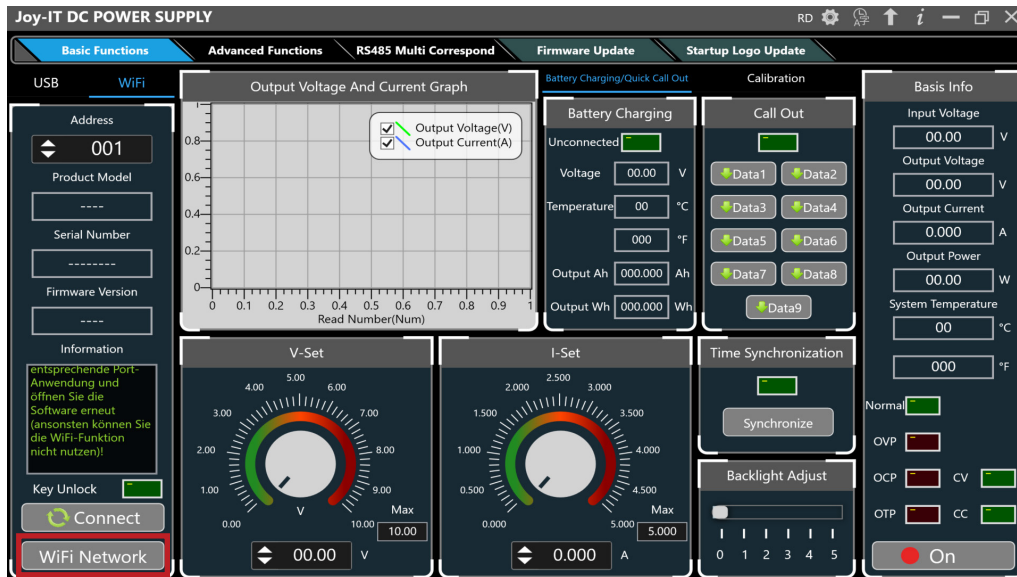 Joy-IT DC POWER SUPPLY
RD
Basic Functions
Advanced Functions
RS485 Multi Correspond
Firmware Update
Startup Logo Update
USB
WiFi
Address
001
Product Model
----
Serial Number
--------
Firmware Version
----
Information
entsprechende Port-
Anwendung und
öffnen Sie die
Software erneut
(ansonsten können Sie
die WiFi-Funktion
nicht nutzen)!
Key Unlock
Connect
WiFi Network
Output Voltage And Current Graph
Output Voltage(V)
Output Current(A)
1
0.8
0.6
0.4
0.2
0
0 0.1 0.2 0.3 0.4 0.5 0.6 0.7 0.8 0.9 1
Read Number(Num)
Battery Charging/Quick Call Out
Calibration
Battery Charging
Unconnected
Voltage 00.00 V
Temperature 00 °C
000 °F
Output Ah 000.000 Ah
Output Wh 000.000 Wh
Call Out
Data1 Data2
Data3 Data4
Data5 Data6
Data7 Data8
Data9
V-Set
0.00
1.00
2.00
3.00
4.00
5.00
6.00
7.00
8.00
9.00
10.00
V
Max
10.00
00.00 V
I-Set
0.000
0.500
1.000
1.500
2.000
2.500
3.000
3.500
4.000
4.500
5.000
A
Max
5.000
0.000 A
Time Synchronization
Synchronize
Backlight Adjust
0 1 2 3 4 5
Basis Info
Input Voltage
00.00 V
Output Voltage
00.00 V
Output Current
0.000 A
Output Power
00.00 W
System Temperature
00 °C
000 °F
Normal
OVP
OCP CV
OTP CC
On